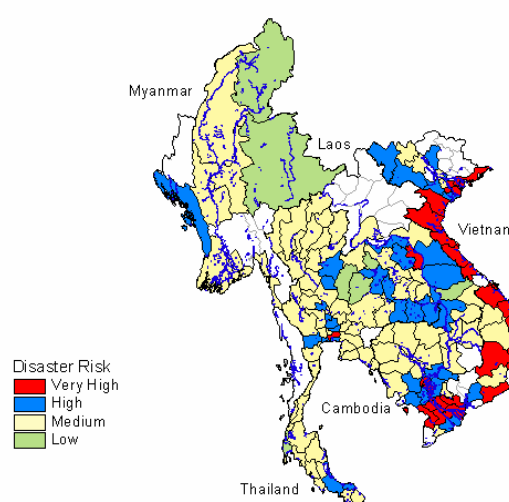 Myanmar
Laos
Vietnam
Disaster Risk
Very High
High
Medium
Low
Cambodia
Thailand